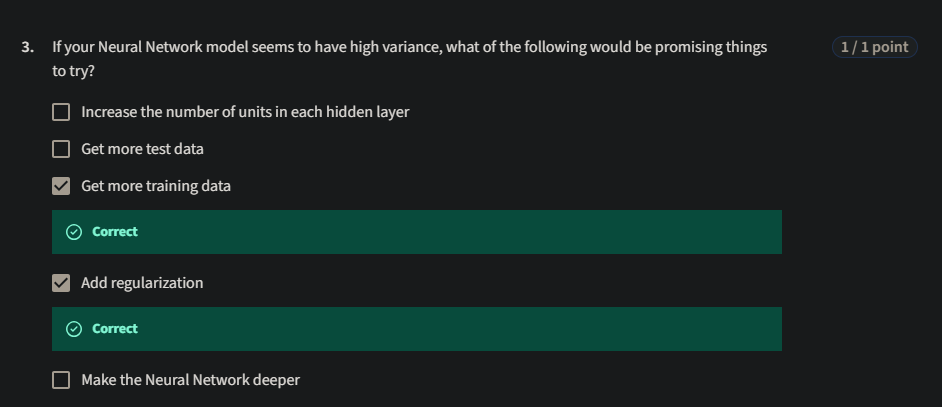 3. If your Neural Network model seems to have high variance, what of the following would be promising things
1 / 1 point
to try?
Increase the number of units in each hidden layer
Get more test data
Get more training data
Correct
Add regularization
Correct
Make the Neural Network deeper